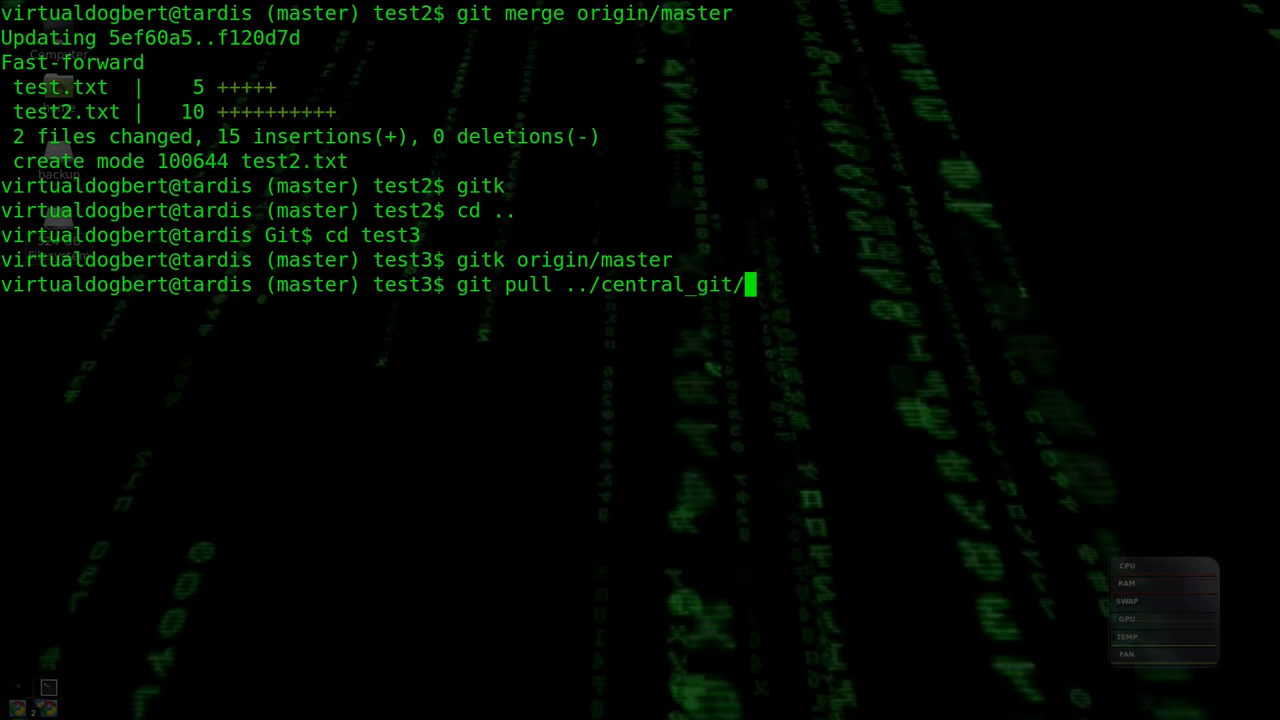 virtualdogbert@tardis (master) test2$ git merge origin/master
Updating 5ef60a5..f120d7d
Fast-forward
 test.txt  |    5 +++++
 test2.txt |   10 ++++++++++
 2 files changed, 15 insertions(+), 0 deletions(-)
 create mode 100644 test2.txt
virtualdogbert@tardis (master) test2$ gitk
virtualdogbert@tardis (master) test2$ cd ..
virtualdogbert@tardis Git$ cd test3
virtualdogbert@tardis (master) test3$ gitk origin/master
virtualdogbert@tardis (master) test3$ git pull ../central_git/
Computer
backup
CPU
RAM
SWAP
GPU
TEMP
FAN
2